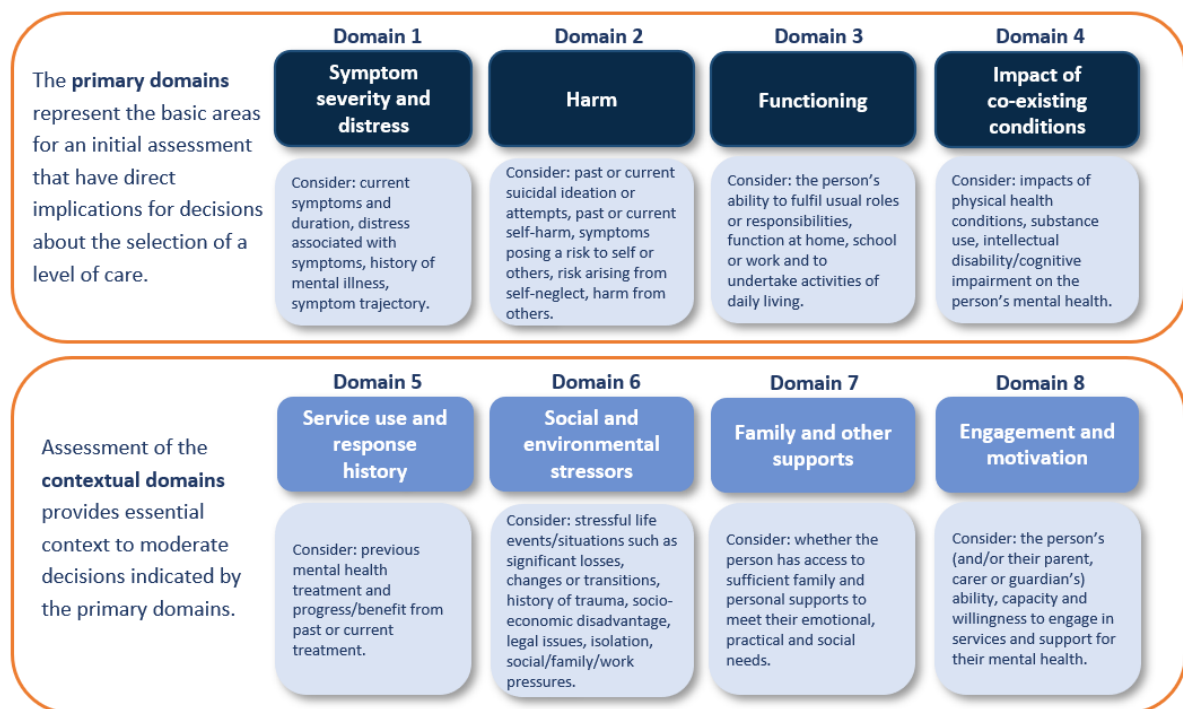 The primary domains
represent the basic areas
for an initial assessment
that have direct
implications for decisions
about the selection of a
level of care.
Domain 1
Symptom
severity and
distress
Consider: current
symptoms and
duration, distress
associated with
symptoms, history of
mental illness,
symptom trajectory.
Domain 2
Harm
Consider: past or current
suicidal ideation or
attempts, past or current
self-harm, symptoms
posing a risk to self or
others, risk arising from
self-neglect, harm from
others.
Domain 3
Functioning
Consider: the person's
ability to fulfil usual roles
or responsibilities,
function at home, school
or work and to
undertake activities of
daily living.
Domain 4
Impact of
co-existing
conditions
Consider: impacts of
physical health
conditions, substance
use, intellectual
disability/cognitive
impairment on the
person's mental health.
Assessment of the
contextual domains
provides essential
context to moderate
decisions indicated by
the primary domains.
Domain 5
Service use and
response
history
Consider: previous
mental health
treatment and
progress/benefit from
past or current
treatment.
Domain 6
Social and
environmental
stressors
Consider: stressful life
events/situations such as
significant losses,
changes or transitions,
history of trauma, socio-
economic disadvantage,
legal issues, isolation,
social/family/work
pressures.
Domain 7
Family and other
supports
Consider: whether the
person has access to
sufficient family and
personal supports to
meet their emotional,
practical and social
needs.
Domain 8
Engagement and
motivation
Consider: the person's
(and/or their parent,
carer or guardian's)
ability, capacity and
willingness to engage in
services and support for
their mental health.